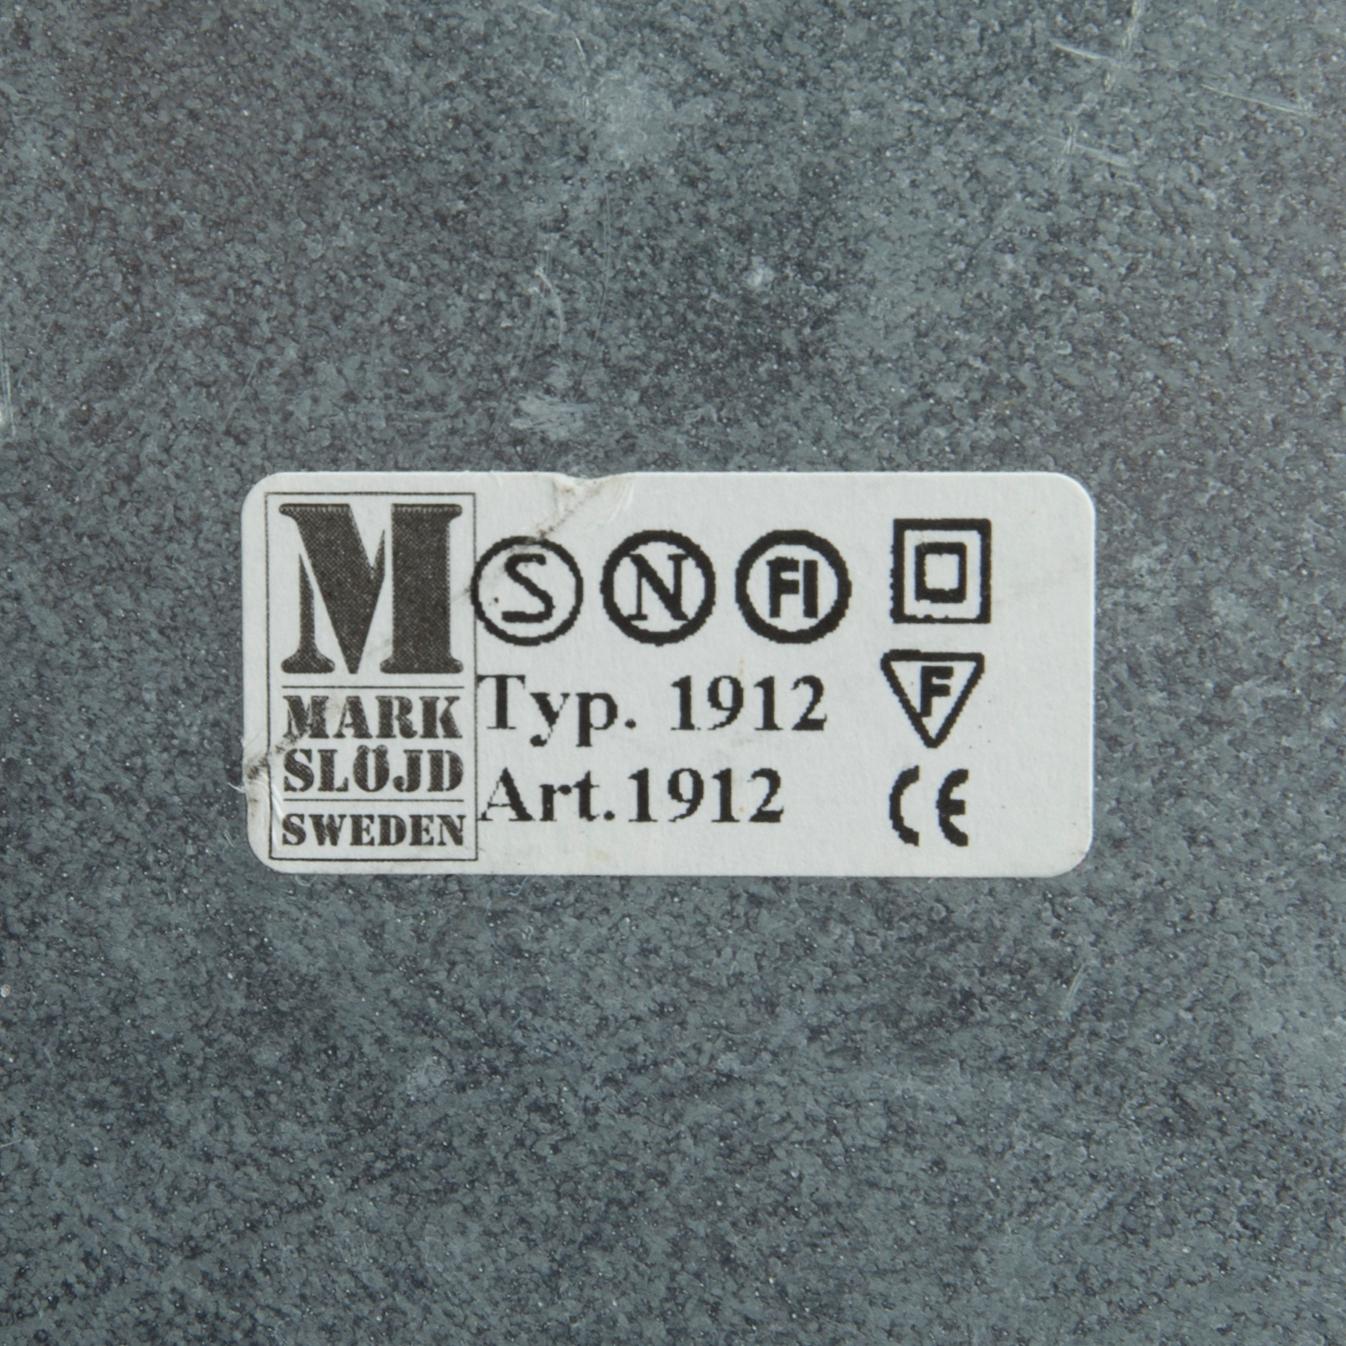 M
MARK
SLÖJD
SWEDEN
S N FI
Typ. 1912
Art.1912
F
CE